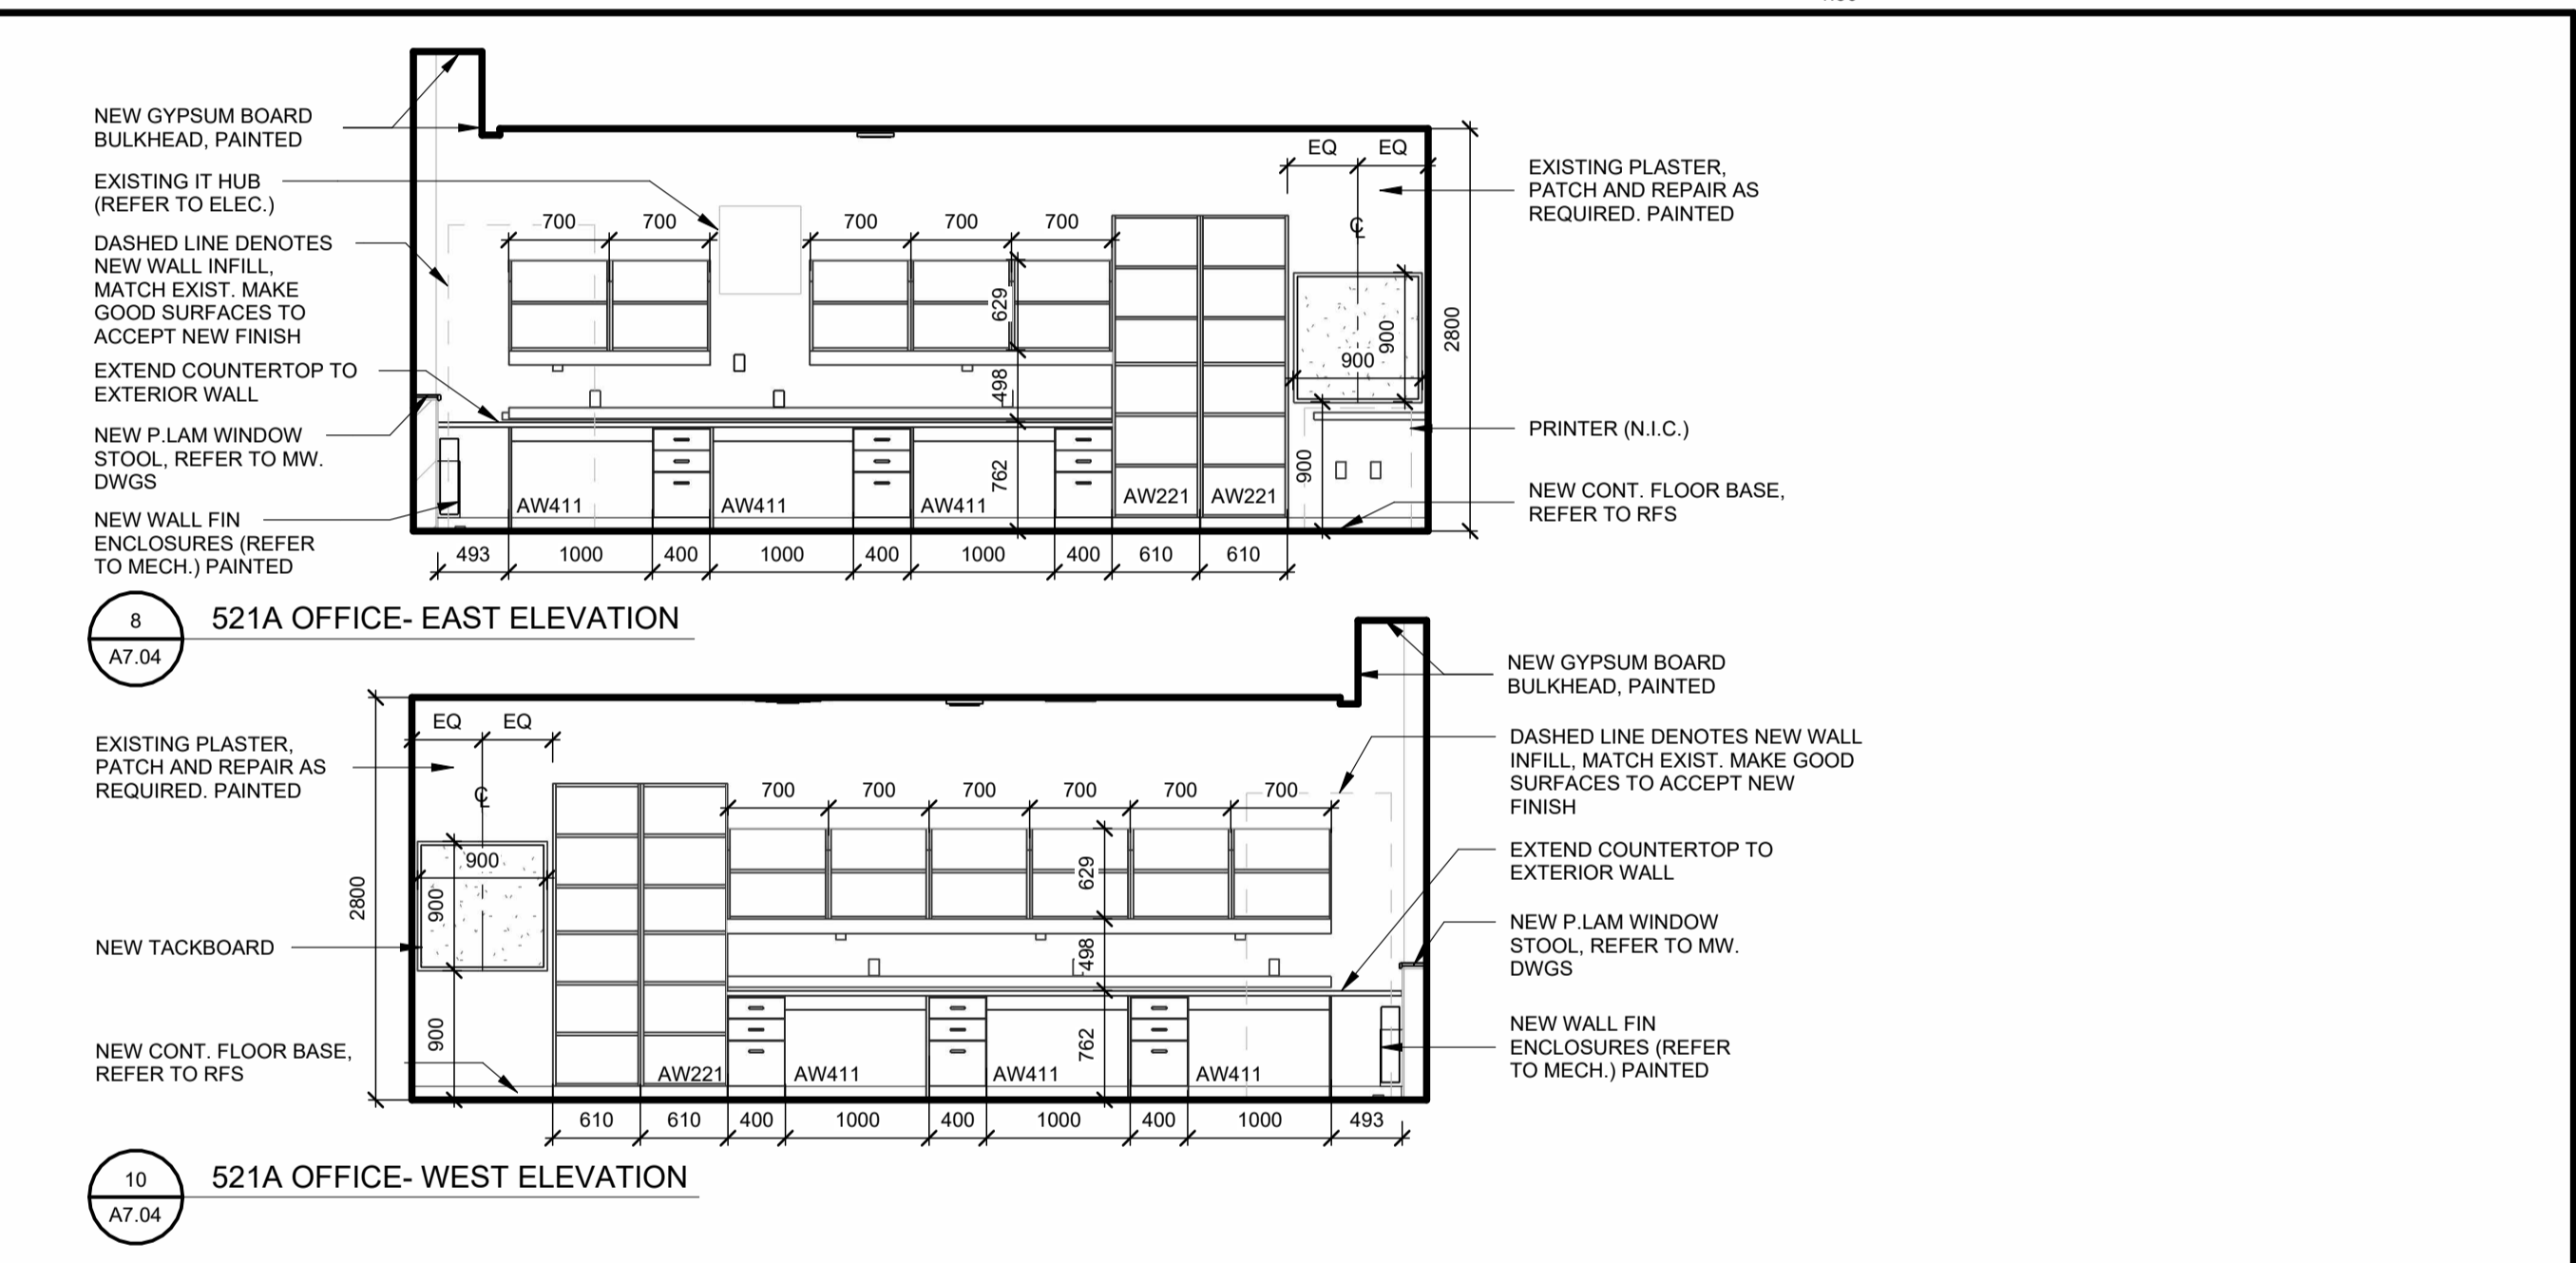 NEW GYPSUM BOARD
BULKHEAD, PAINTED
EXISTING IT HUB
(REFER TO ELEC.)
DASHED LINE DENOTES
NEW WALL INFILL,
MATCH EXIST. MAKE
GOOD SURFACES TO
ACCEPT NEW FINISH
EXTEND COUNTERTOP TO
EXTERIOR WALL
NEW P.LAM WINDOW
STOOL, REFER TO MW.
DWGS
NEW WALL FIN
ENCLOSURES (REFER
TO MECH.) PAINTED
EQ EQ
700 700 700 700 700
629
498
762
900
900
900
2800
AW411 AW411 AW411 AW221 AW221
493 1000 400 1000 400 1000 400 610 610
EXISTING PLASTER,
PATCH AND REPAIR AS
REQUIRED. PAINTED
PRINTER (N.I.C.)
NEW CONT. FLOOR BASE,
REFER TO RFS
8
A7.04
521A OFFICE- EAST ELEVATION
EXISTING PLASTER,
PATCH AND REPAIR AS
REQUIRED. PAINTED
NEW TACKBOARD
NEW CONT. FLOOR BASE,
REFER TO RFS
2800
EQ EQ
900
900
900
700 700 700 700 700 700
629
498
762
AW221 AW411 AW411 AW411
610 610 400 1000 400 1000 400 1000 493
NEW GYPSUM BOARD
BULKHEAD, PAINTED
DASHED LINE DENOTES NEW WALL
INFILL, MATCH EXIST. MAKE GOOD
SURFACES TO ACCEPT NEW
FINISH
EXTEND COUNTERTOP TO
EXTERIOR WALL
NEW P.LAM WINDOW
STOOL, REFER TO MW.
DWGS
NEW WALL FIN
ENCLOSURES (REFER
TO MECH.) PAINTED
10
A7.04
521A OFFICE- WEST ELEVATION